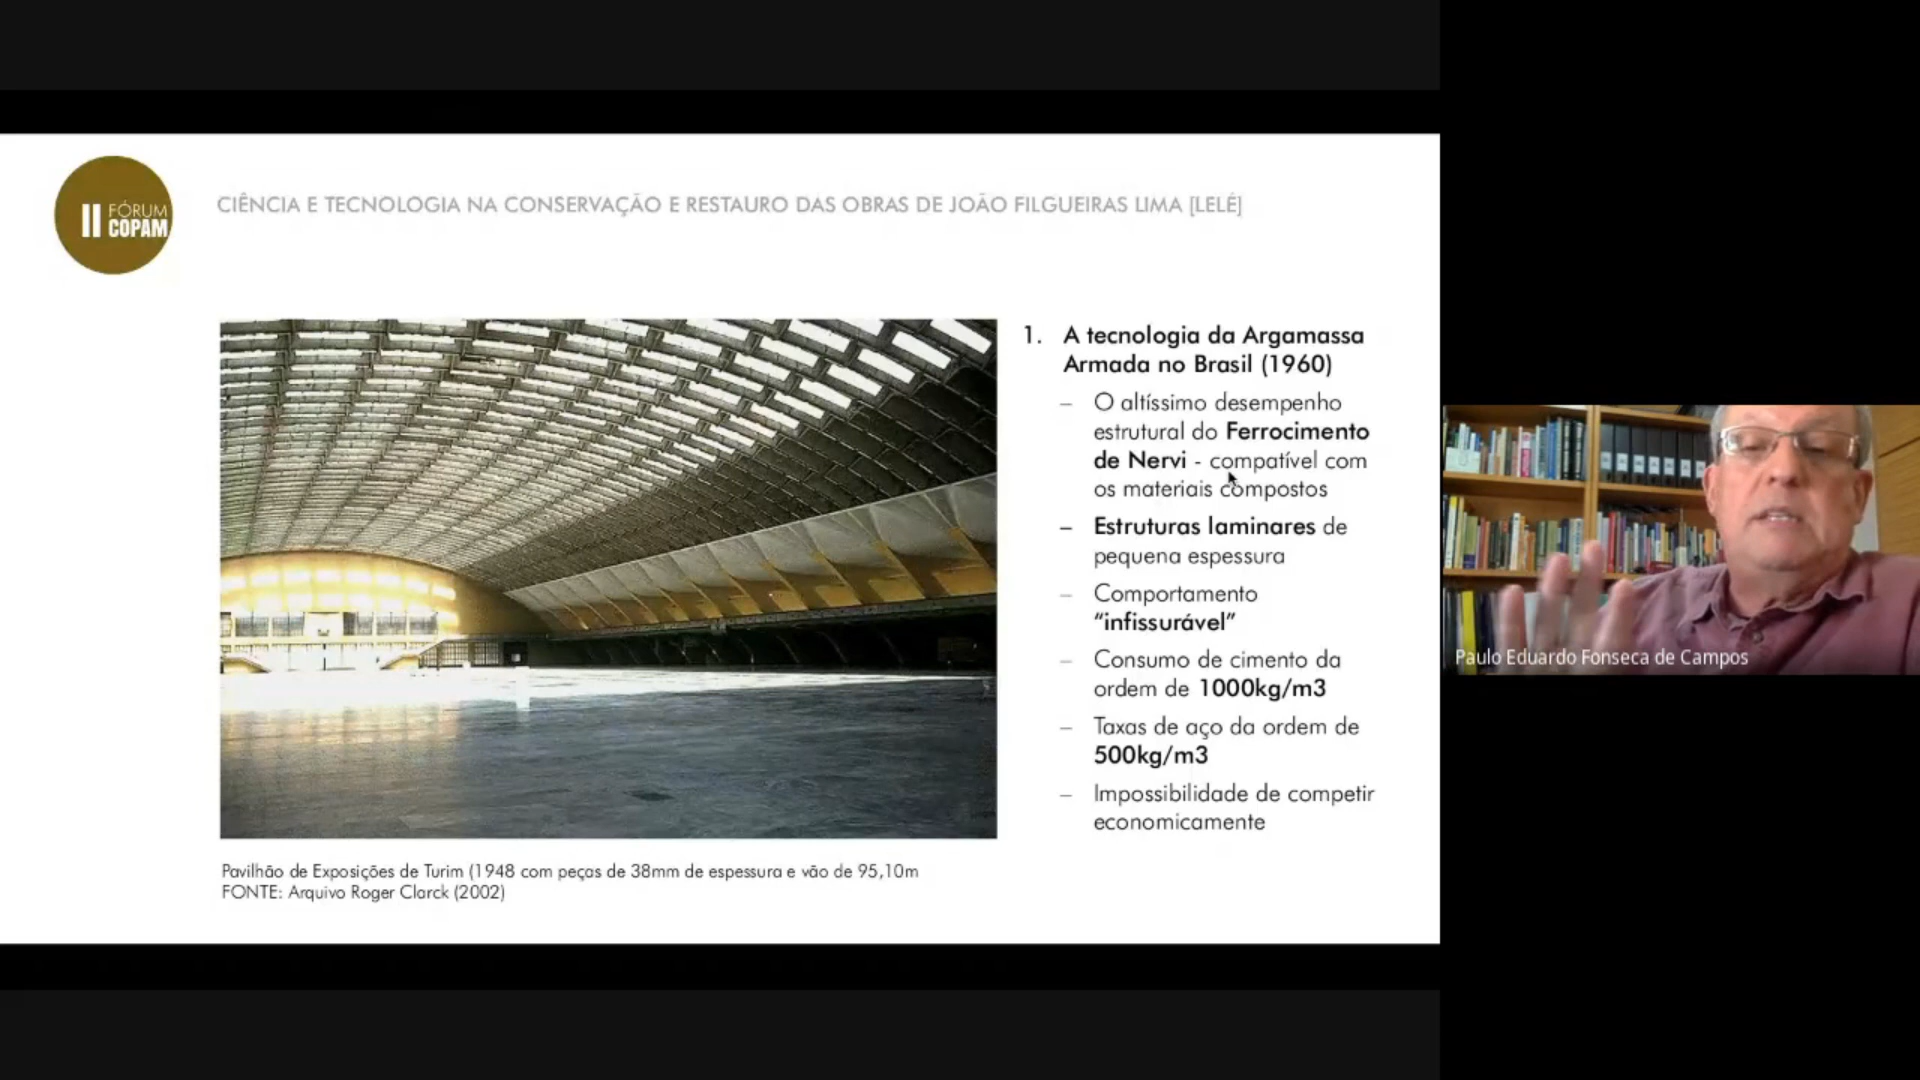 II FÓRUM
COPAM
CIÊNCIA E TECNOLOGIA NA CONSERVAÇÃO E RESTAURO DAS OBRAS DE JOÃO FILGUEIRAS LIMA [LELÊ]
1. A tecnologia da Argamassa
Armada no Brasil (1960)
– O altíssimo desempenho
estrutural do Ferrocimento
de Nervi - compatível com
os materiais compostos
– Estruturas laminares de
pequena espessura
– Comportamento
“infissurável”
– Consumo de cimento da
ordem de 1000kg/m3
– Taxas de aço da ordem de
500kg/m3
– Impossibilidade de competir
economicamente
Pavilhão de Exposições de Turim (1948 com peças de 38mm de espessura e vão de 95,10m
FONTE: Arquivo Roger Clarck (2002)
Paulo Eduardo Fonseca de Campos